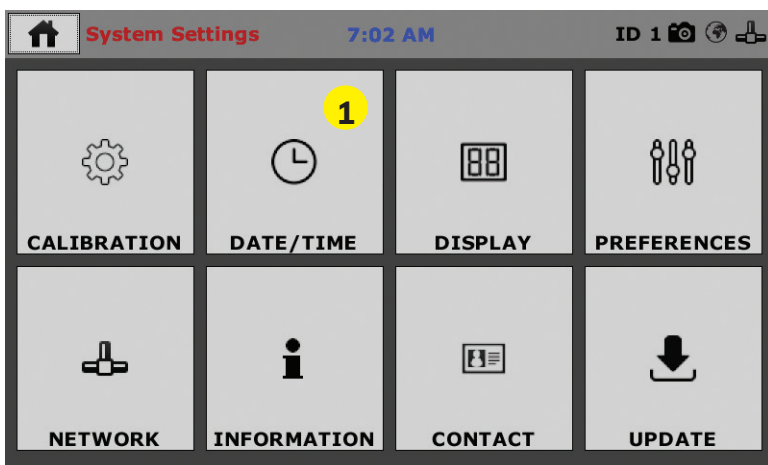 System Settings 7:02 AM ID 1
1
CALIBRATION DATE/TIME DISPLAY PREFERENCES
NETWORK INFORMATION CONTACT UPDATE